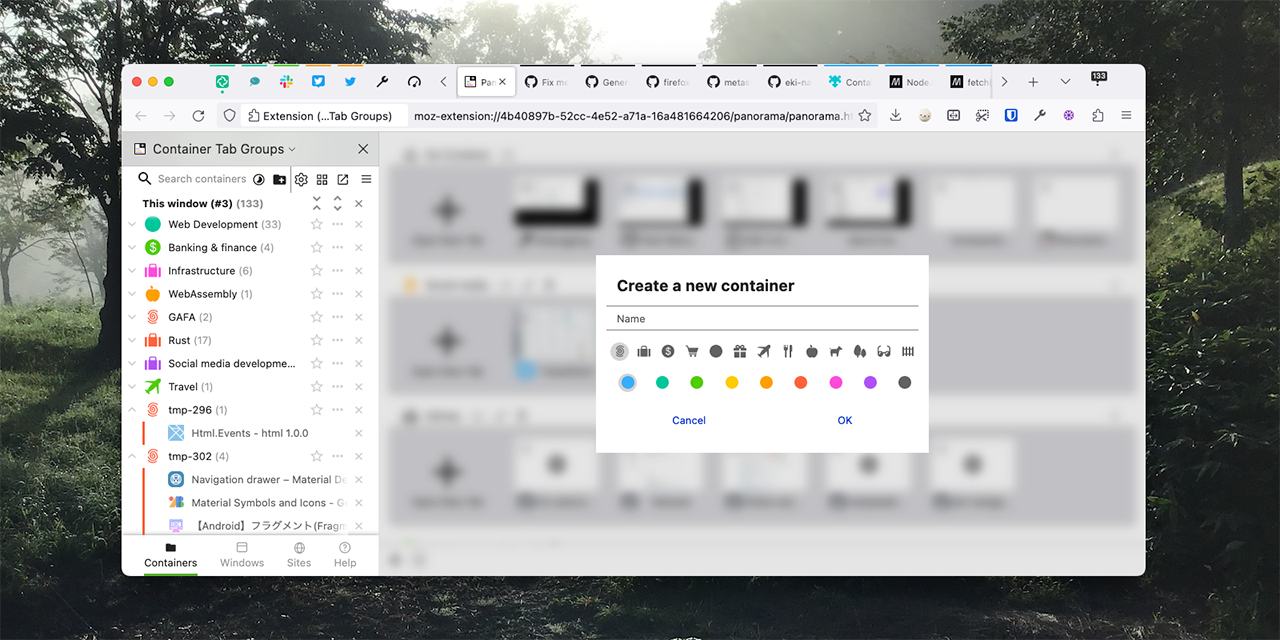 Pan
Fix m
Gener
firefo
metas
eki-na
Conta
Node.
fetch
133
Extension (...Tab Groups)
moz-extension://4b40897b-52cc-4e52-a71a-16a481664206/panorama/panorama.h
Container Tab Groups
Search containers
This window (#3) (133)
Web Development (33)
Banking & finance (4)
Infrastructure (6)
WebAssembly (1)
GAFA (2)
Rust (17)
Social media developme...
Travel (1)
tmp-296 (1)
Html.Events - html 1.0.0
tmp-302 (4)
Navigation drawer – Material De
Material Symbols and Icons - G
【Android】フラグメント(Fragm
Containers
Windows
Sites
Help
Create a new container
Name
Cancel
OK